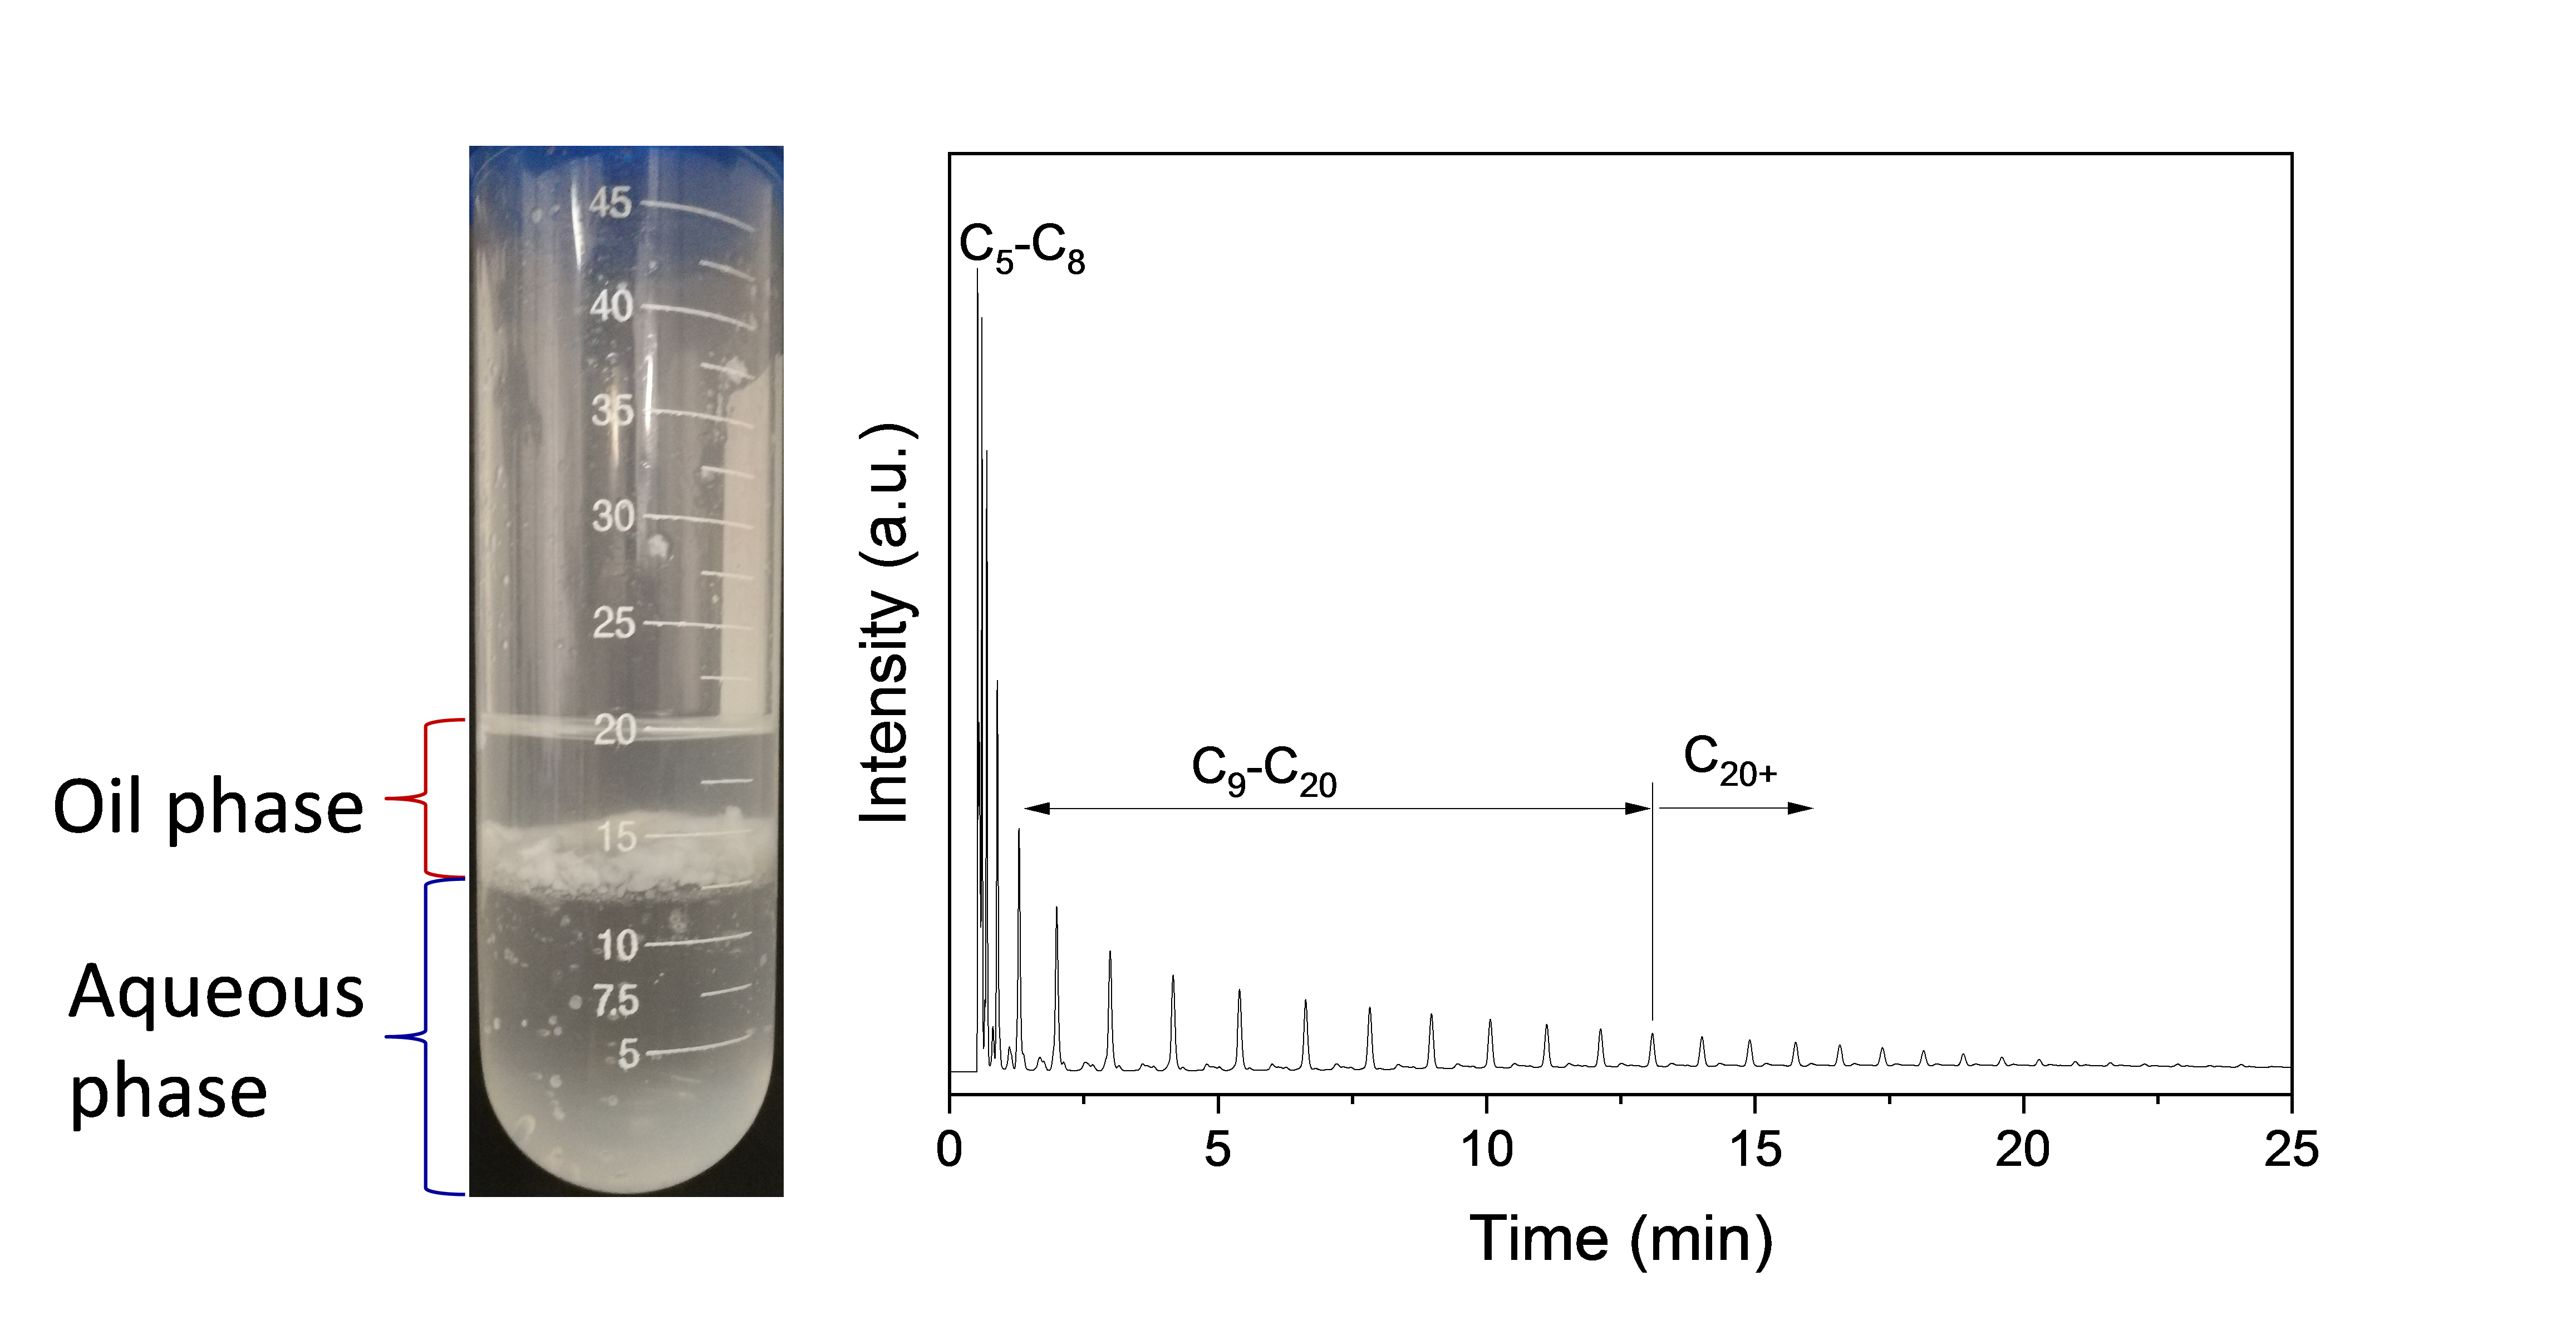 Oil phase
Aqueous
phase
45
40
35
30
25
20
15
10
7.5
5
Intensity (a.u.)
C5-C8
C9-C20
C20+
0 5 10 15 20 25
Time (min)